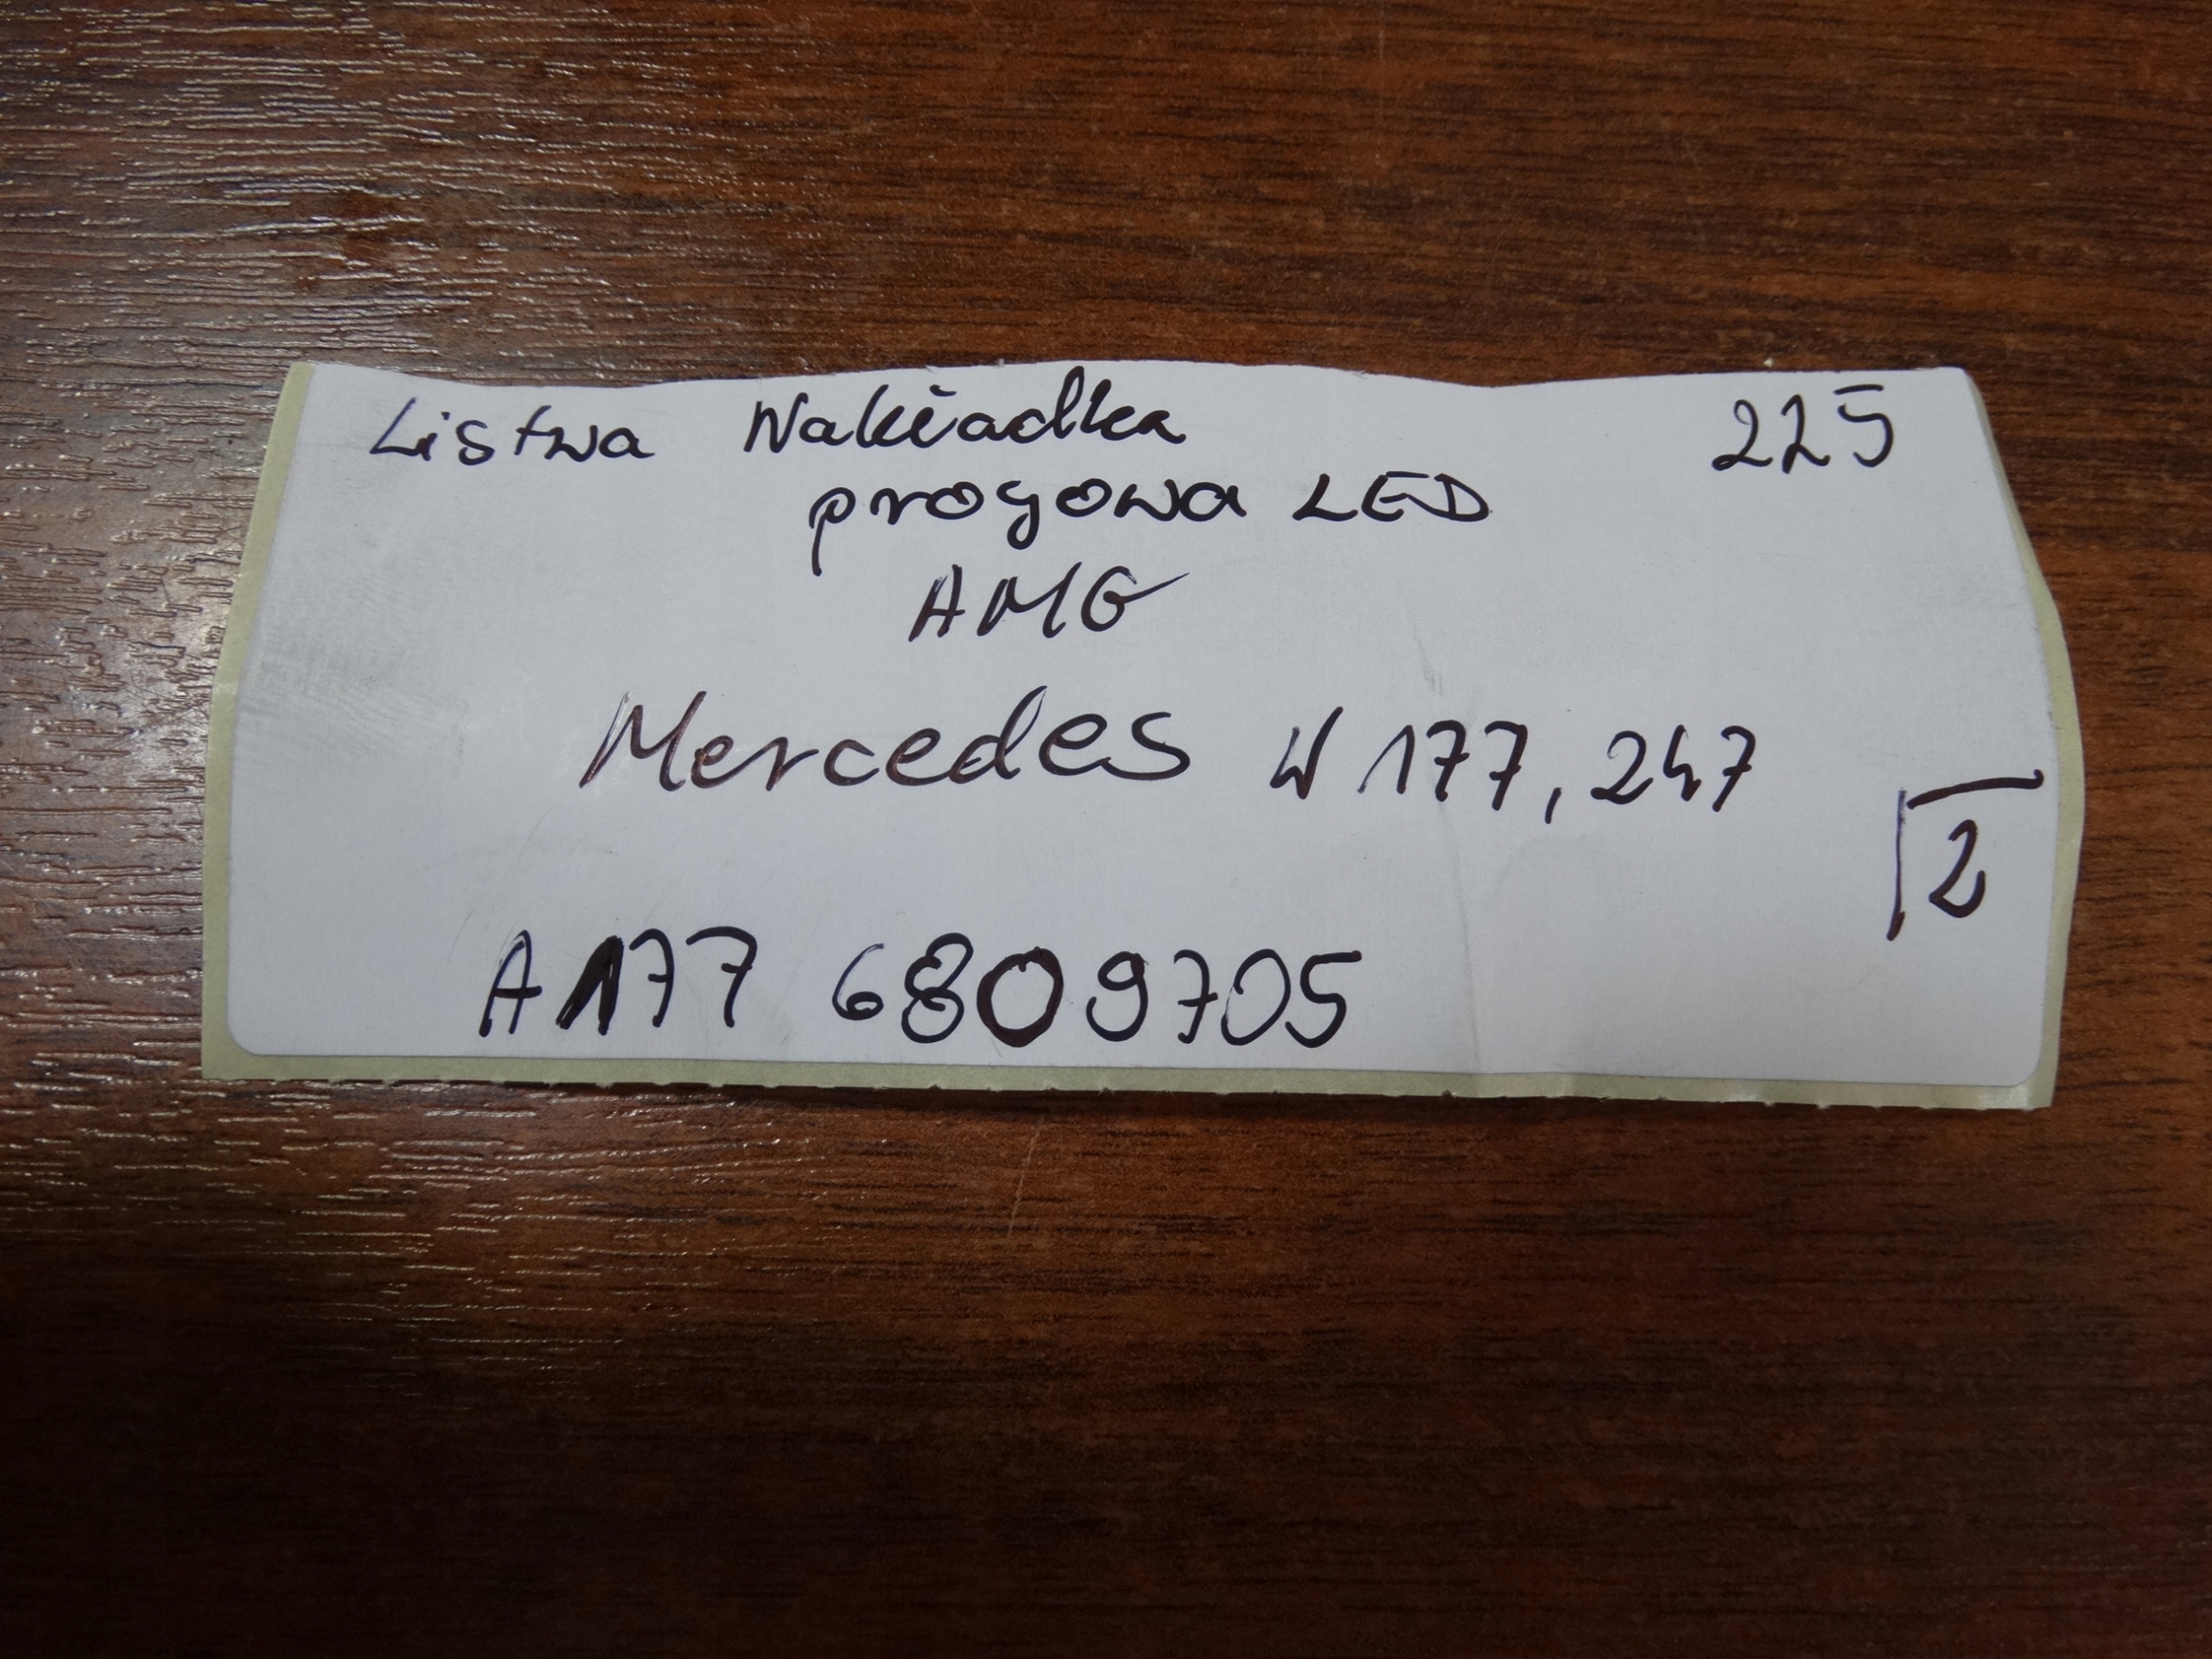 Listwa Nakładka 225
progowa LED
AMG
Mercedes W177, 247
2
A177 6809705